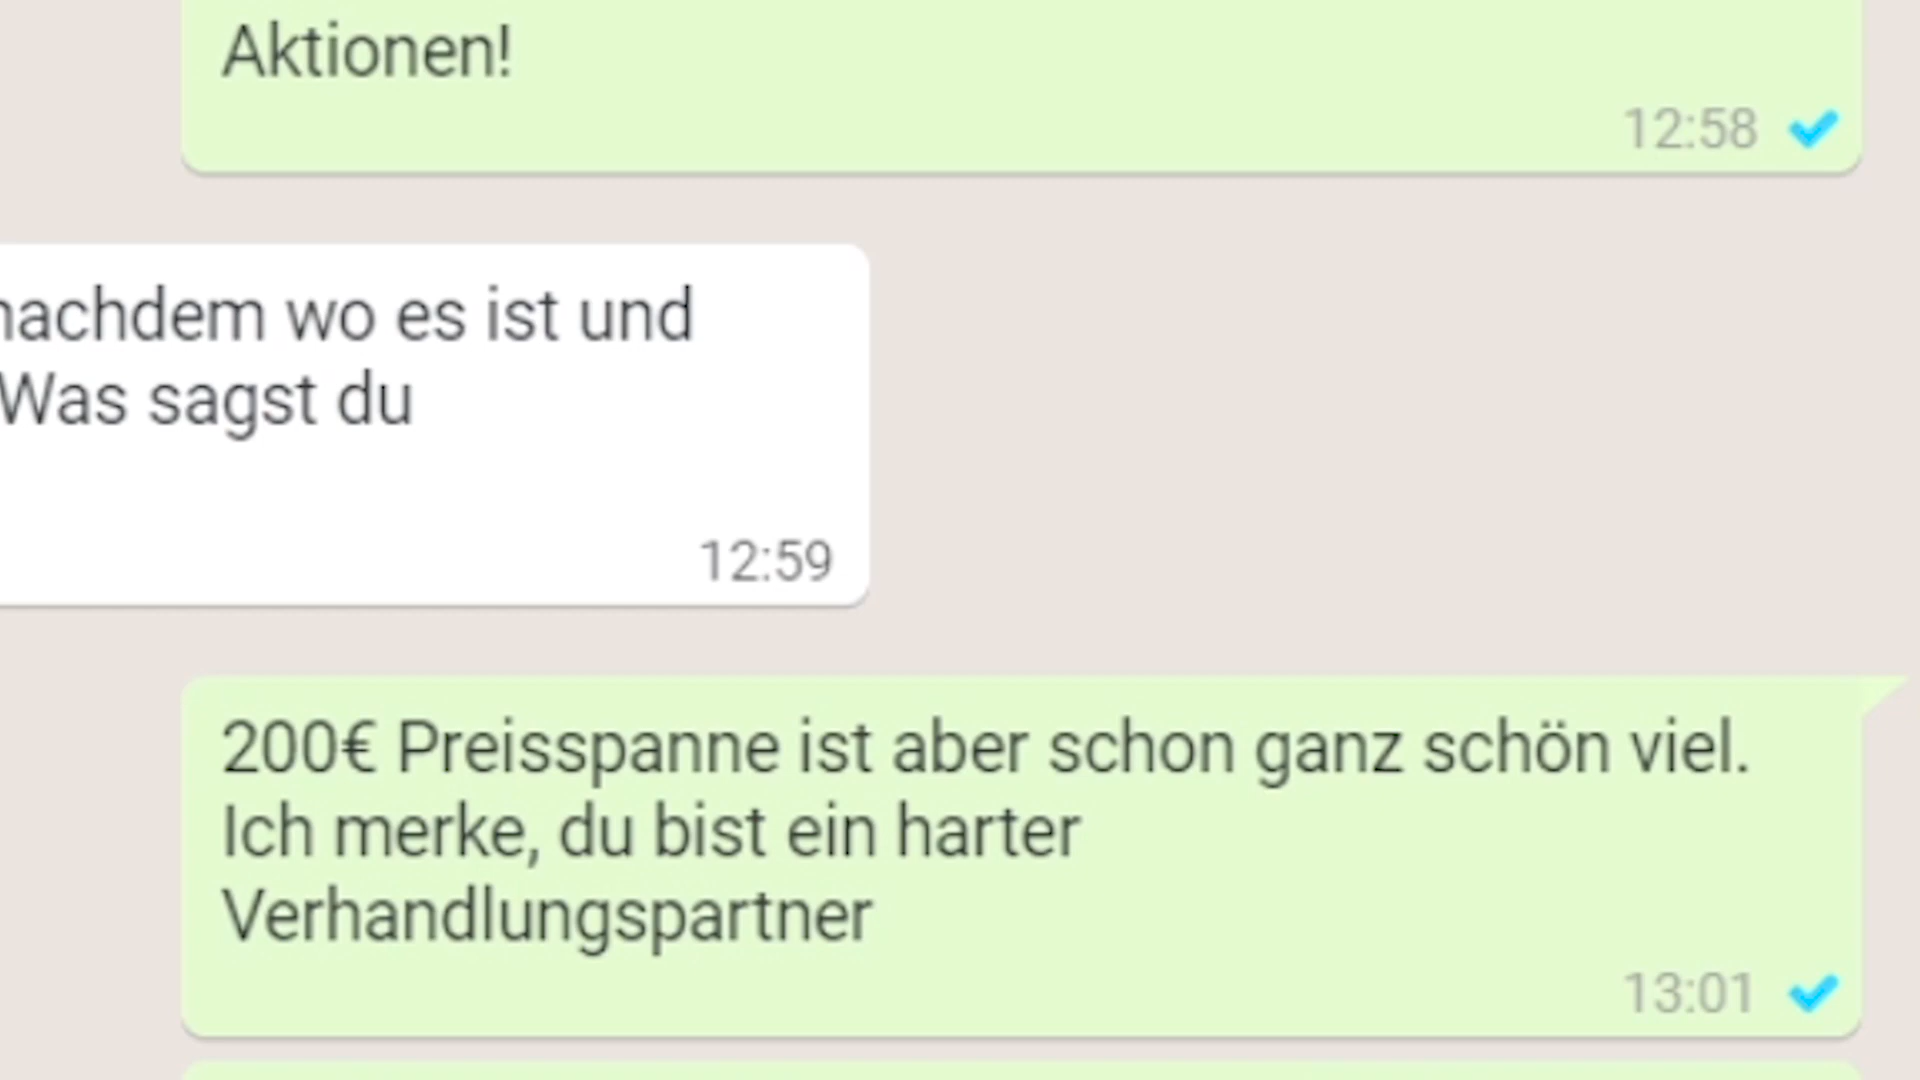 Aktionen!
12:58
nachdem wo es ist und
Was sagst du
12:59
200€ Preisspanne ist aber schon ganz schön viel.
Ich merke, du bist ein harter
Verhandlungspartner
13:01